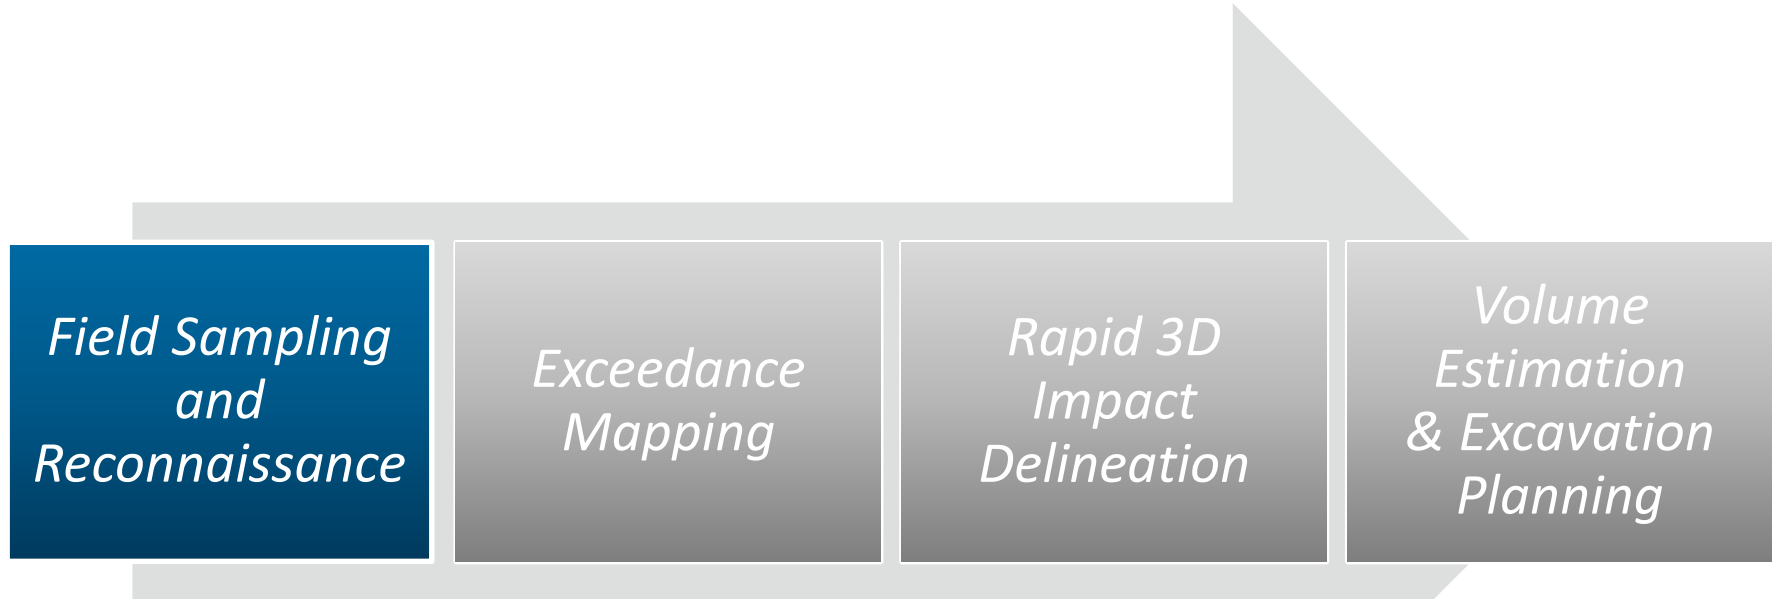 Field Sampling
and
Reconnaissance
Exceedance
Mapping
Rapid 3D
Impact
Delineation
Volume
Estimation
& Excavation
Planning